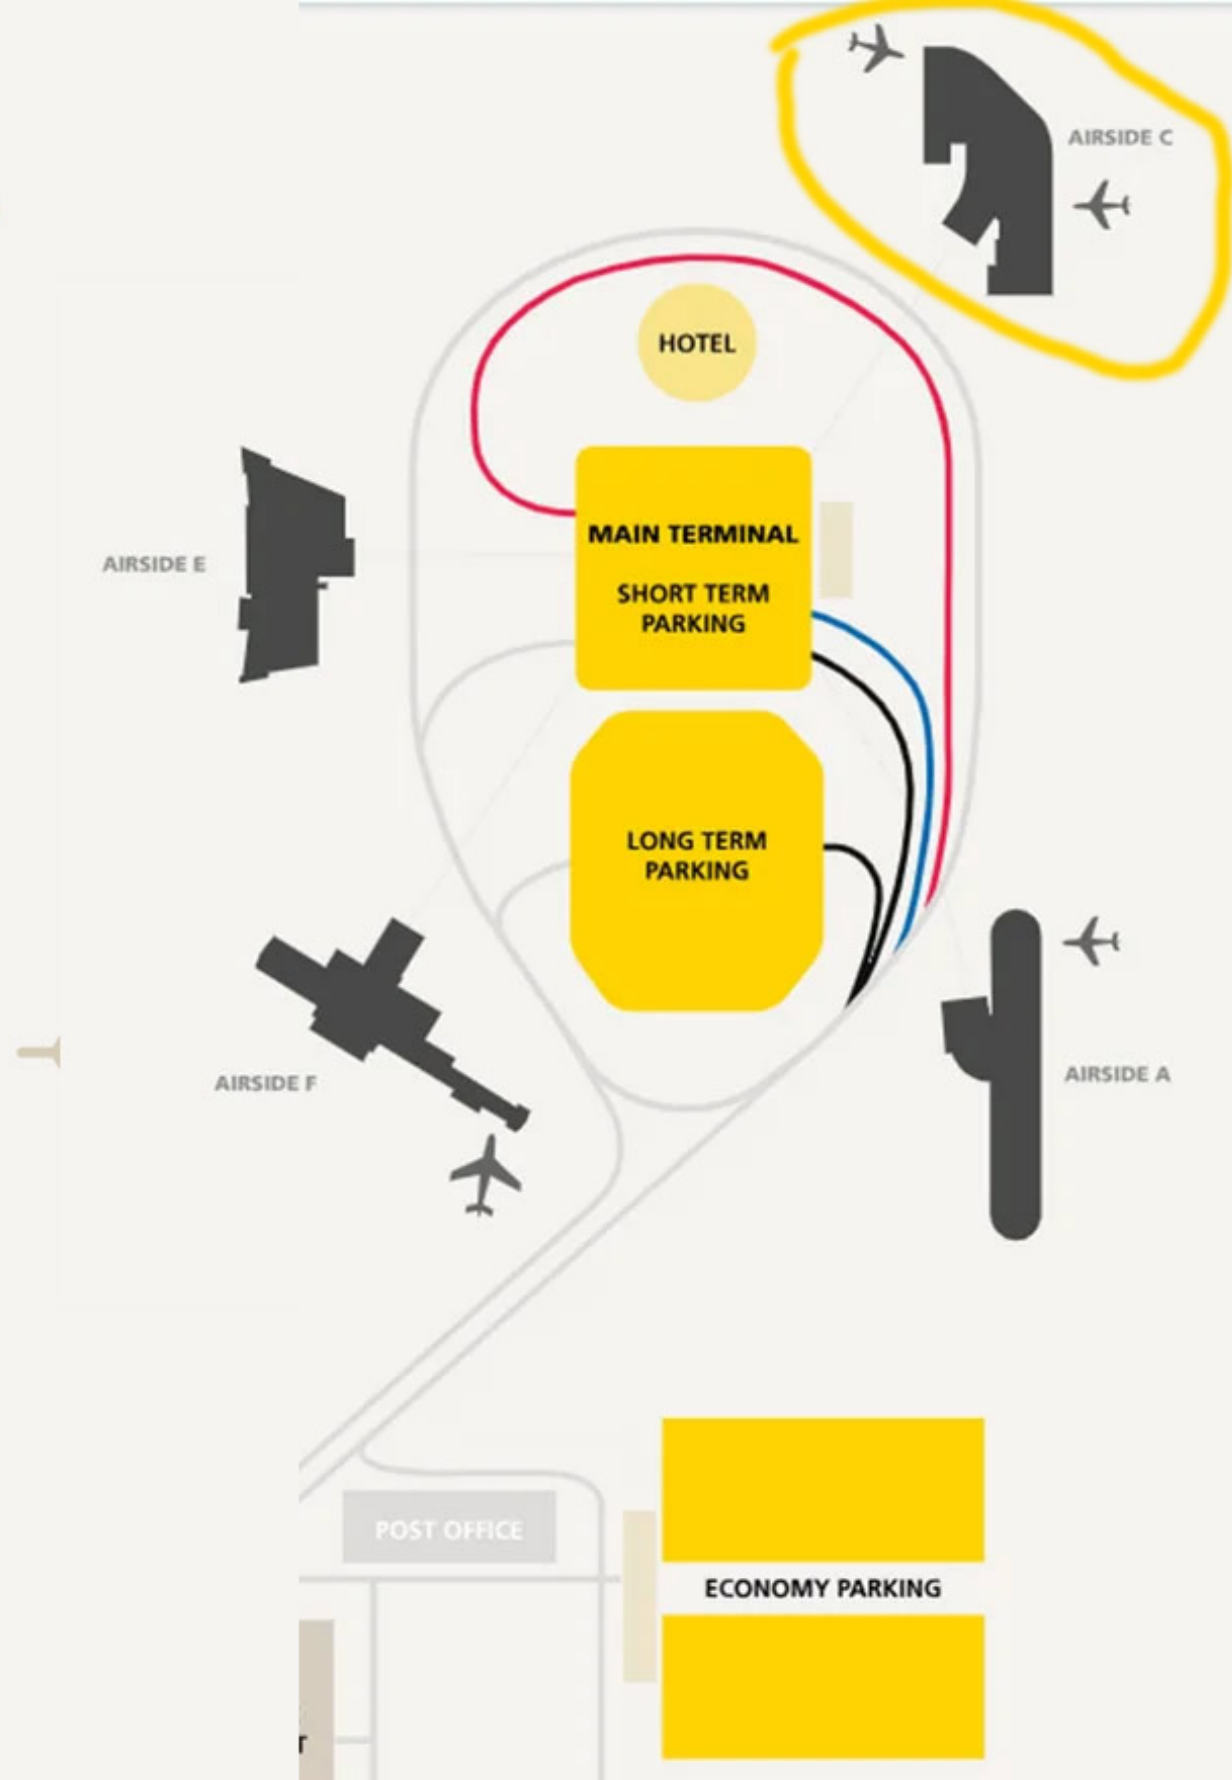 AIRSIDE C
HOTEL
MAIN TERMINAL
SHORT TERM
PARKING
AIRSIDE E
LONG TERM
PARKING
AIRSIDE F
AIRSIDE A
POST OFFICE
ECONOMY PARKING
T